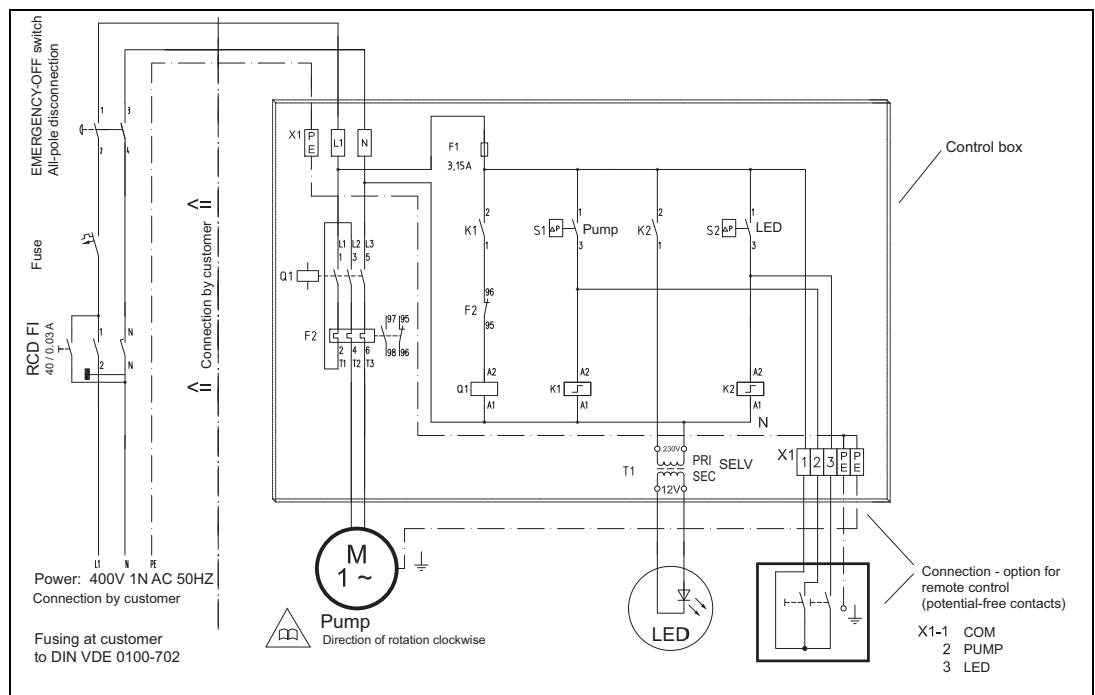 EMERGENCY-OFF switch
All-pole disconnection
1
3
2
4
Fuse
RCD FI
40 / 0.03 A
1
N
2
N
<=
Connection by customer
<=
L1
N
PE
Power: 400V 1N AC 50HZ
Connection by customer
Fusing at customer
to DIN VDE 0100-702
X1
PE
L1
N
F1
3,15A
Control box
K1
2
1
S1
ΔP
Pump
1
3
K2
2
1
S2
ΔP
LED
1
3
Q1
L1
L2
L3
1
3
5
F2
97
95
98
96
2
4
6
T1
T2
T3
96
F2
95
Q1
A2
A1
K1
A2
A1
K2
A2
A1
N
T1
230V
PRI
SEC
SELV
12V
X1
1
2
3
PE
PE
M
1 ~
Pump
Direction of rotation clockwise
LED
Connection - option for
remote control
(potential-free contacts)
X1-1 COM
2 PUMP
3 LED